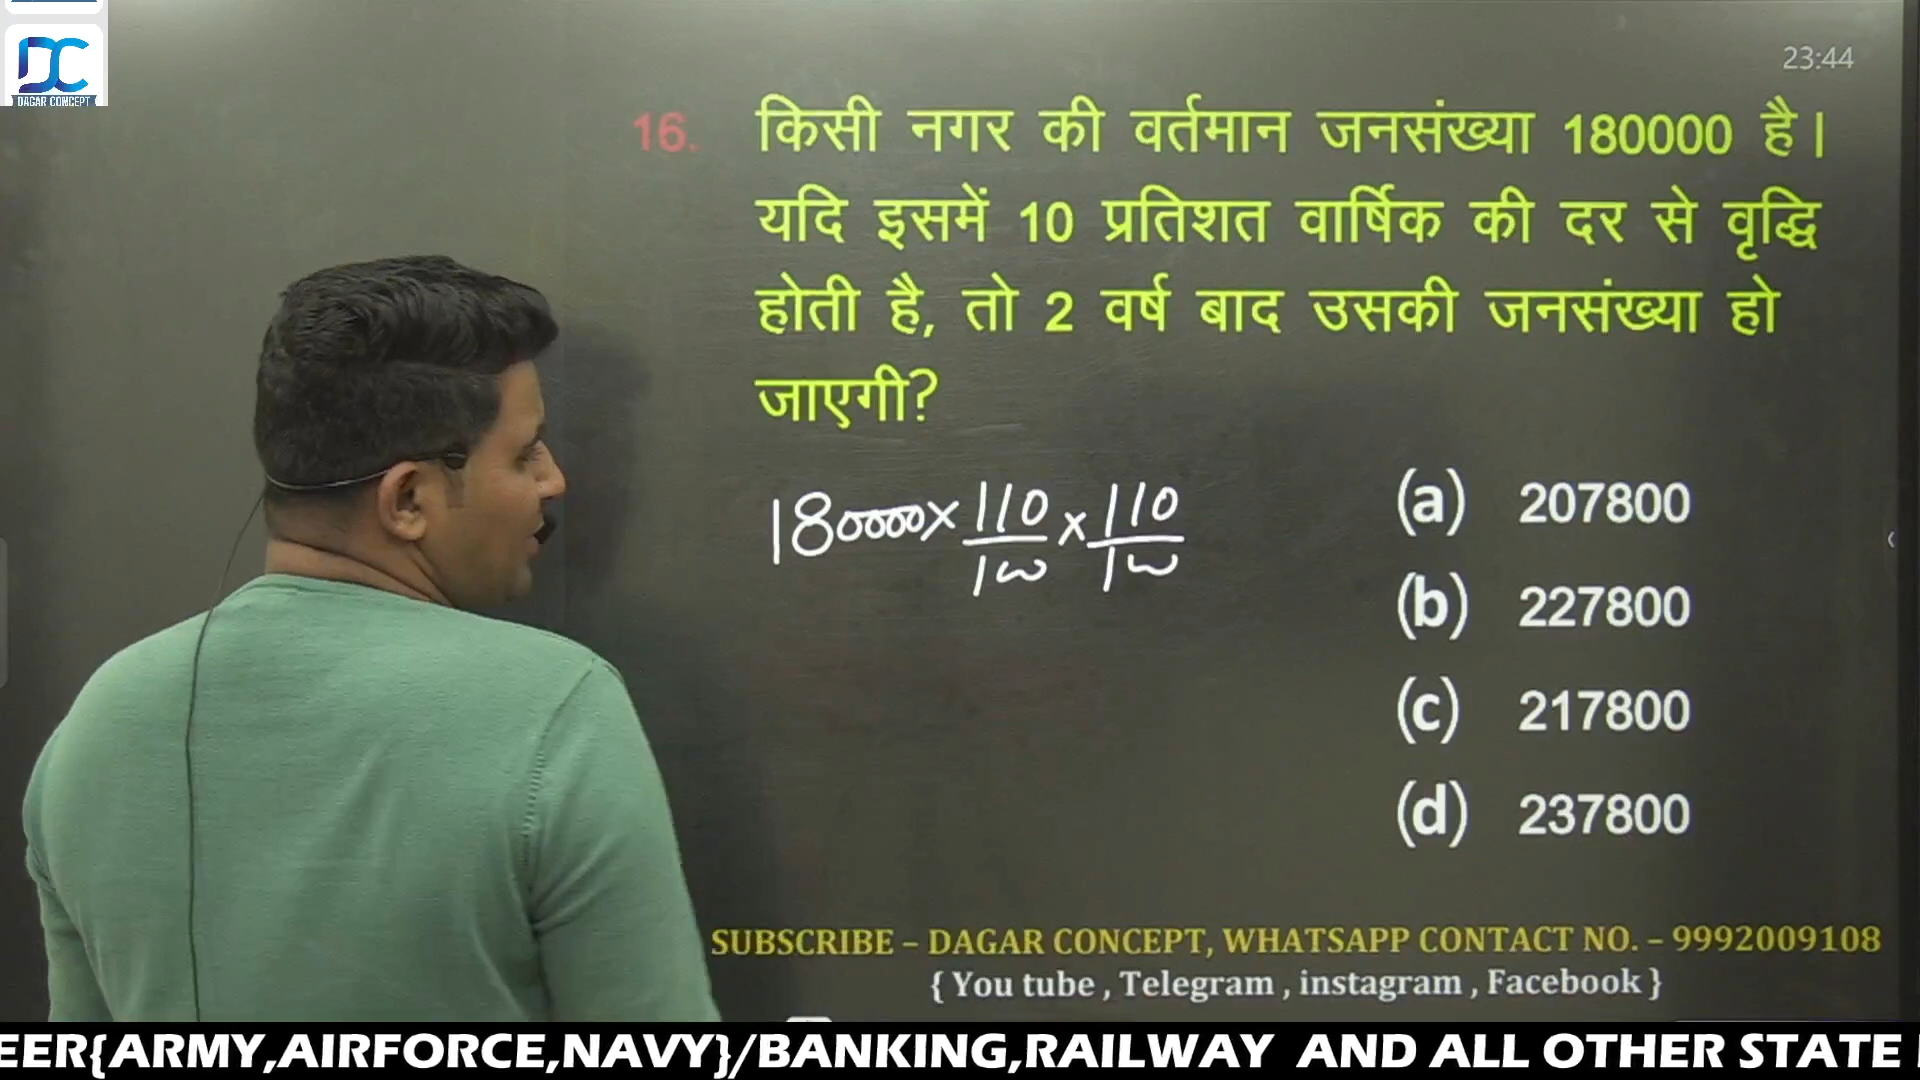 DC
DAGAR CONCEPT
23:44
16. किसी नगर की वर्तमान जनसंख्या 180000 है।
यदि इसमें 10 प्रतिशत वार्षिक की दर से वृद्धि
होती है, तो 2 वर्ष बाद उसकी जनसंख्या हो
जाएगी?
180000 × 110/100 × 110/100
(a) 207800
(b) 227800
(c) 217800
(d) 237800
SUBSCRIBE – DAGAR CONCEPT, WHATSAPP CONTACT NO. – 9992009108
{ You tube , Telegram , instagram , Facebook }
EER{ARMY,AIRFORCE,NAVY}/BANKING,RAILWAY AND ALL OTHER STATE